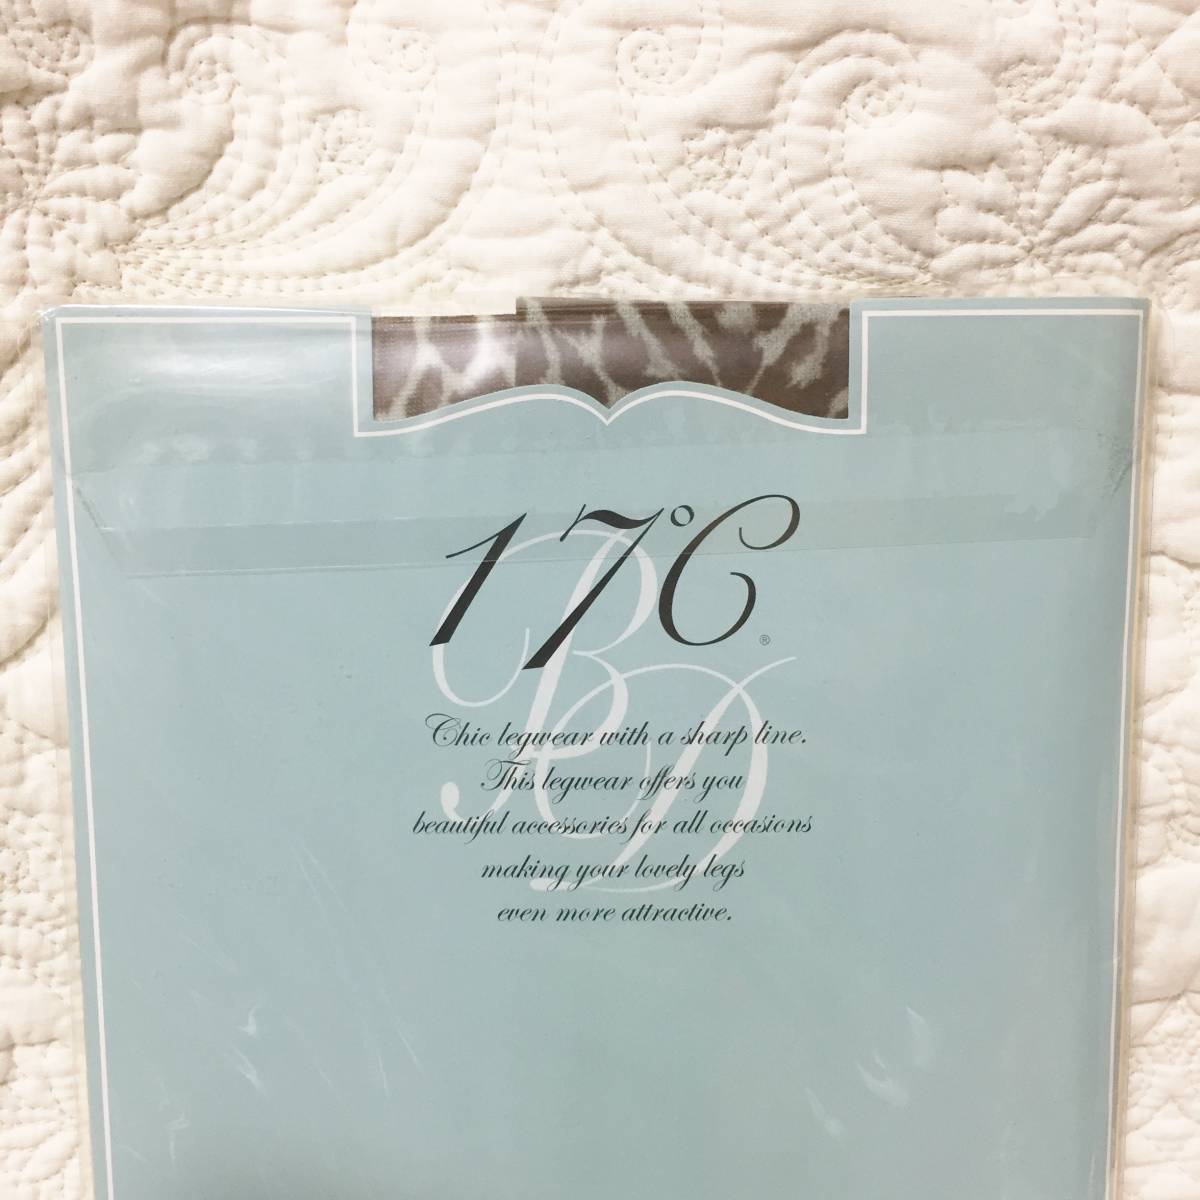 17℃®
BD
Chic legwear with a sharp line.
This legwear offers you
beautiful accessories for all occasions
making your lovely legs
even more attractive.